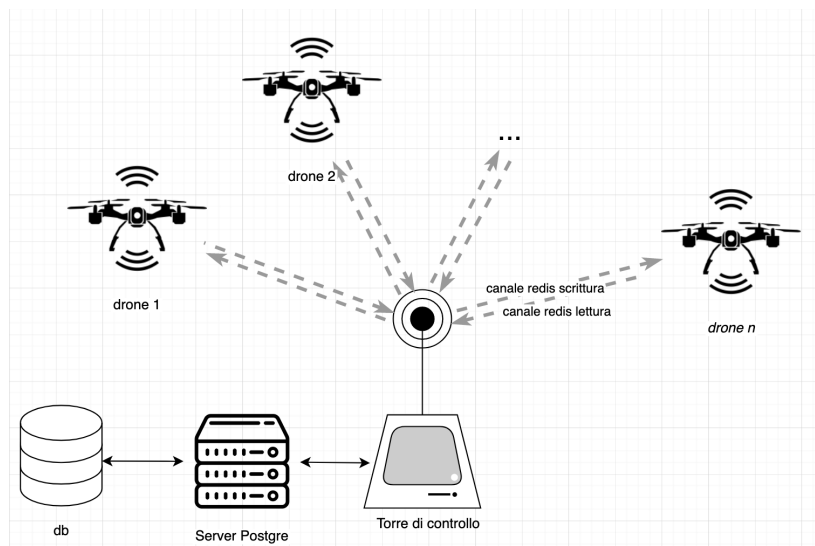 drone 2
...
drone 1
canale redis scrittura
canale redis lettura
drone n
db
Server Postgre
Torre di controllo